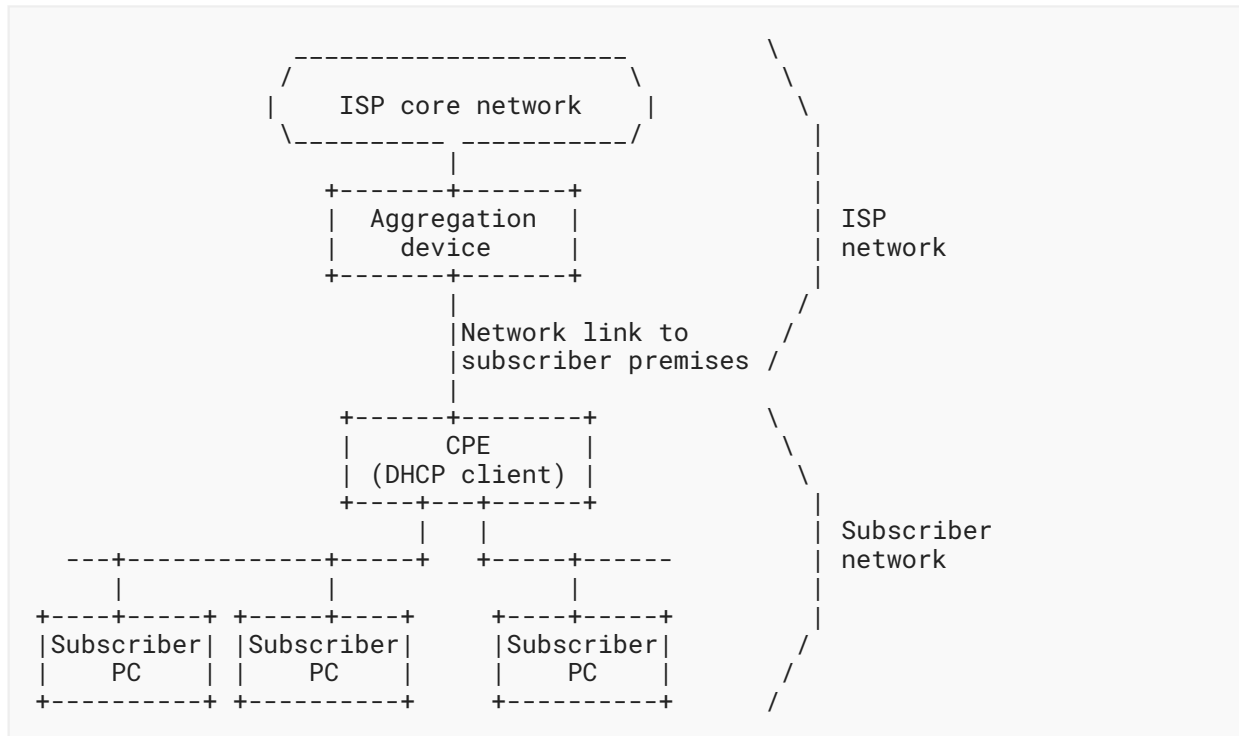 ISP core network
Aggregation
device
ISP
network
Network link to
subscriber premises
CPE
(DHCP client)
Subscriber
network
Subscriber
PC
Subscriber
PC
Subscriber
PC